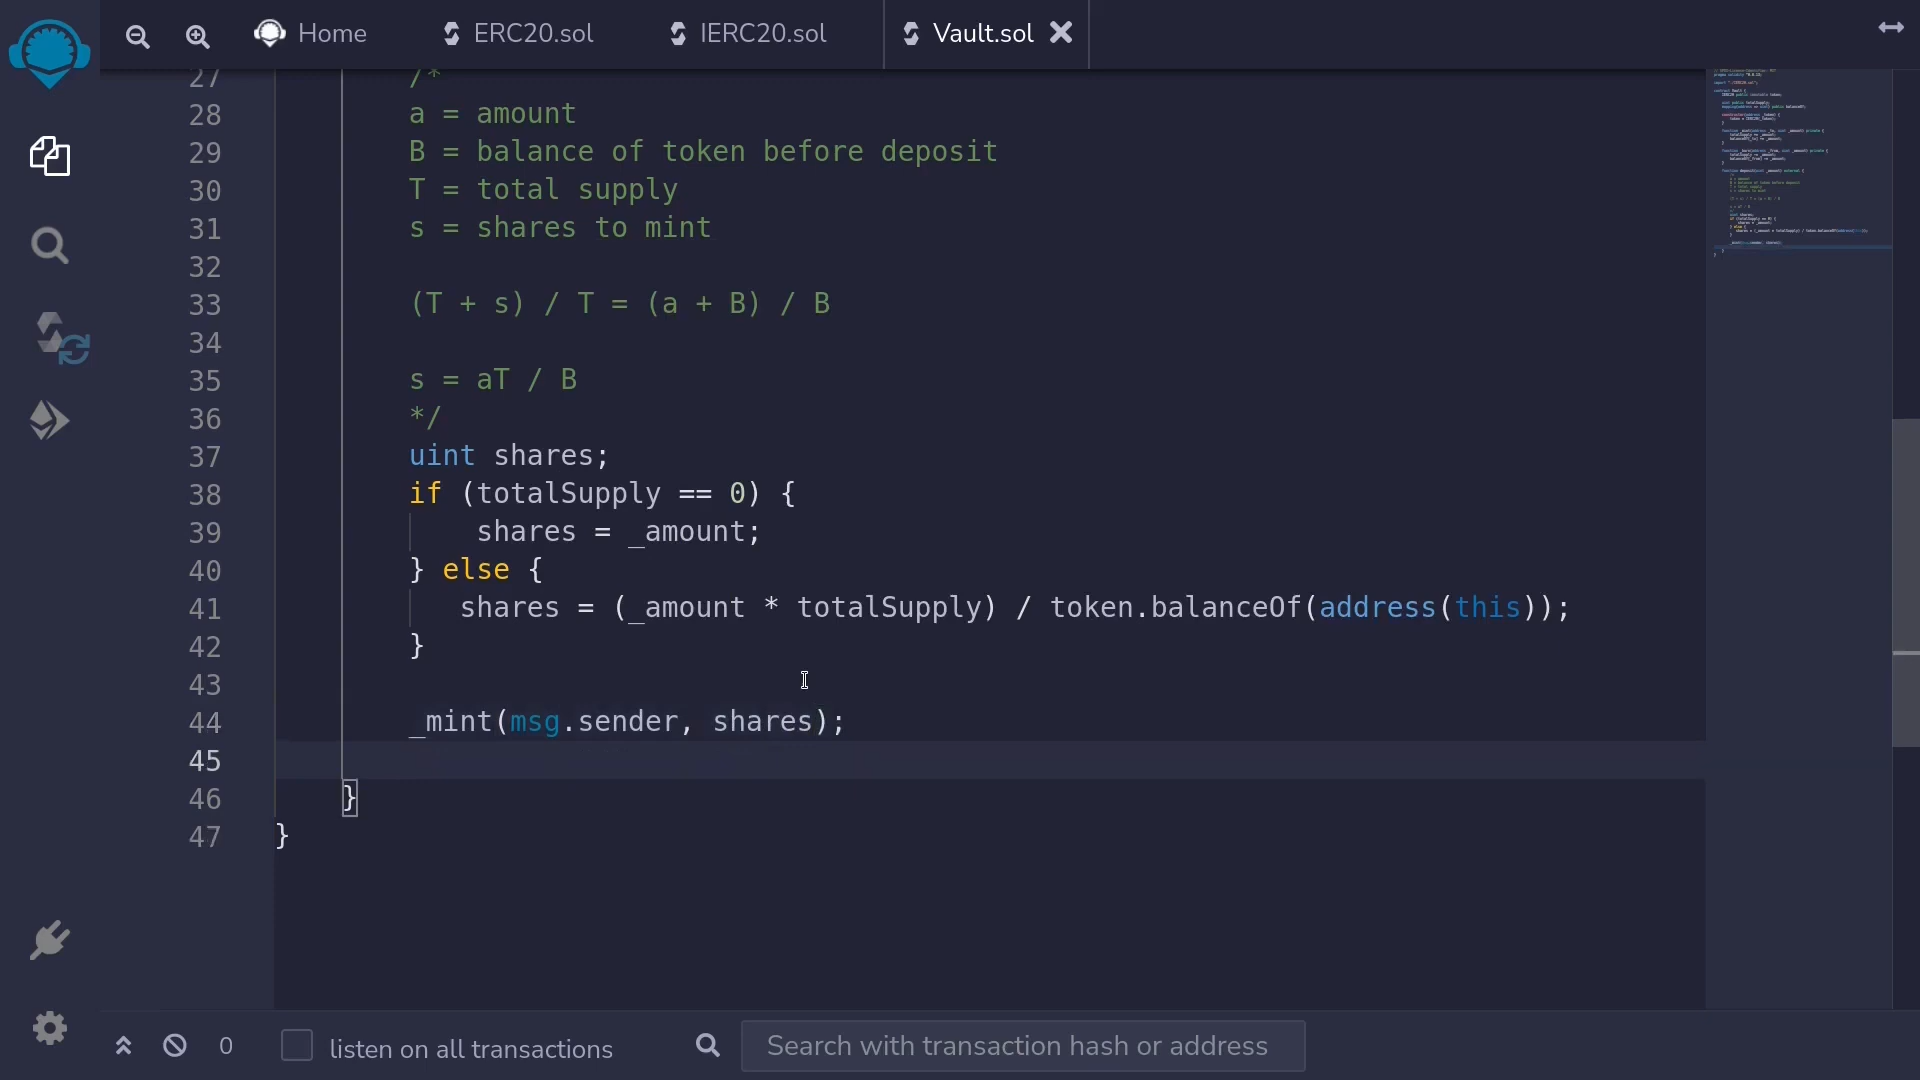 Home
ERC20.sol
IERC20.sol
Vault.sol
27 /*
28 a = amount
29 B = balance of token before deposit
30 T = total supply
31 s = shares to mint
32
33 (T + s) / T = (a + B) / B
34
35 s = aT / B
36 */
37 uint shares;
38 if (totalSupply == 0) {
39 shares = _amount;
40 } else {
41 shares = (_amount * totalSupply) / token.balanceOf(address(this));
42 }
43
44 _mint(msg.sender, shares);
45
46 }
47 }
0
listen on all transactions
Search with transaction hash or address